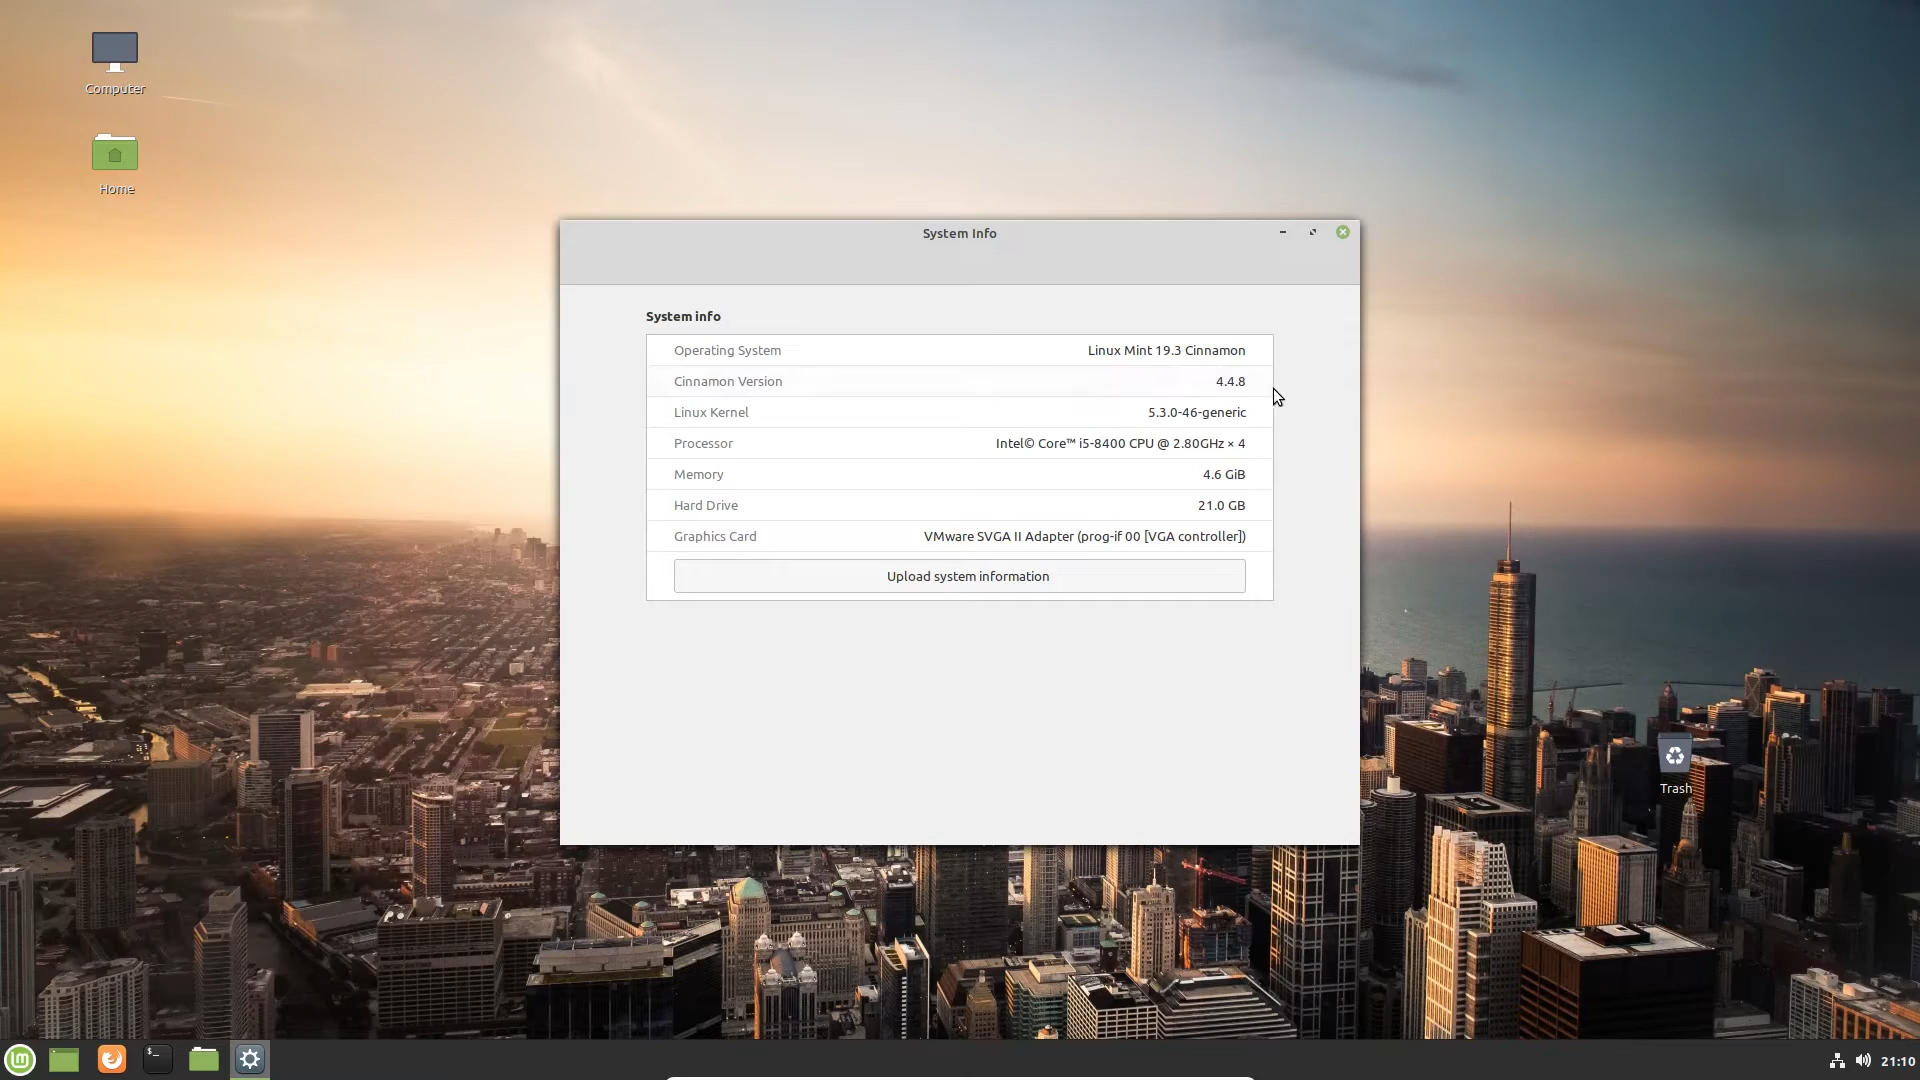 Computer
Home
System Info
System info
Operating System Linux Mint 19.3 Cinnamon
Cinnamon Version 4.4.8
Linux Kernel 5.3.0-46-generic
Processor Intel© Core™ i5-8400 CPU @ 2.80GHz × 4
Memory 4.6 GiB
Hard Drive 21.0 GB
Graphics Card VMware SVGA II Adapter (prog-if 00 [VGA controller])
Upload system information
Trash
lm
$_
21:10